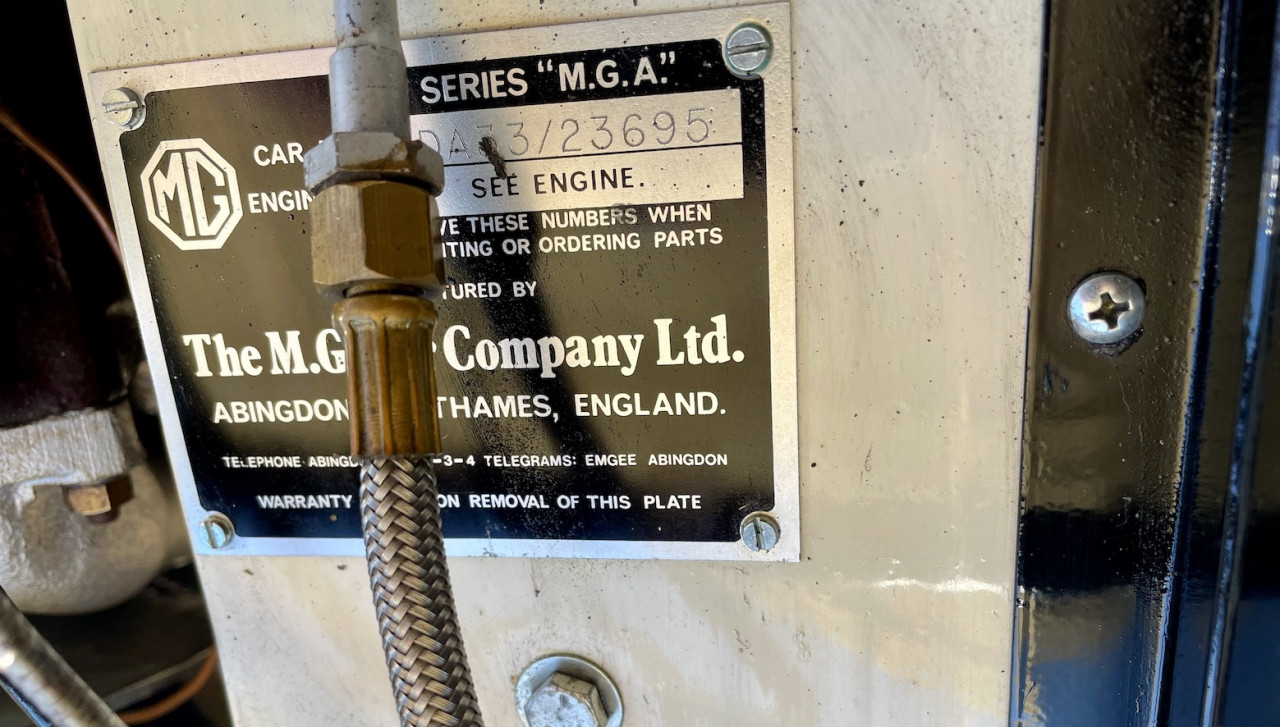 SERIES "M.G.A."
MG
CAR
DA33/23695
ENGIN
SEE ENGINE.
VE THESE NUMBERS WHEN
ITING OR ORDERING PARTS
TURED BY
The M.G. Company Ltd.
ABINGDON THAMES, ENGLAND.
TELEPHONE·ABINGD -3-4 TELEGRAMS: EMGEE ABINGDON
WARRANTY ON REMOVAL OF THIS PLATE